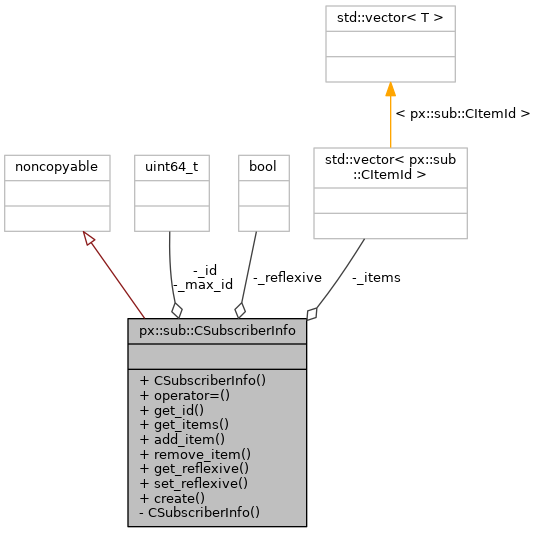 std::vector< T >
< px::sub::CItemId >
noncopyable
uint64_t
bool
std::vector< px::sub
::CItemId >
-_id
-_max_id
-_reflexive
-_items
px::sub::CSubscriberInfo
+ CSubscriberInfo()
+ operator=()
+ get_id()
+ get_items()
+ add_item()
+ remove_item()
+ get_reflexive()
+ set_reflexive()
+ create()
- CSubscriberInfo()